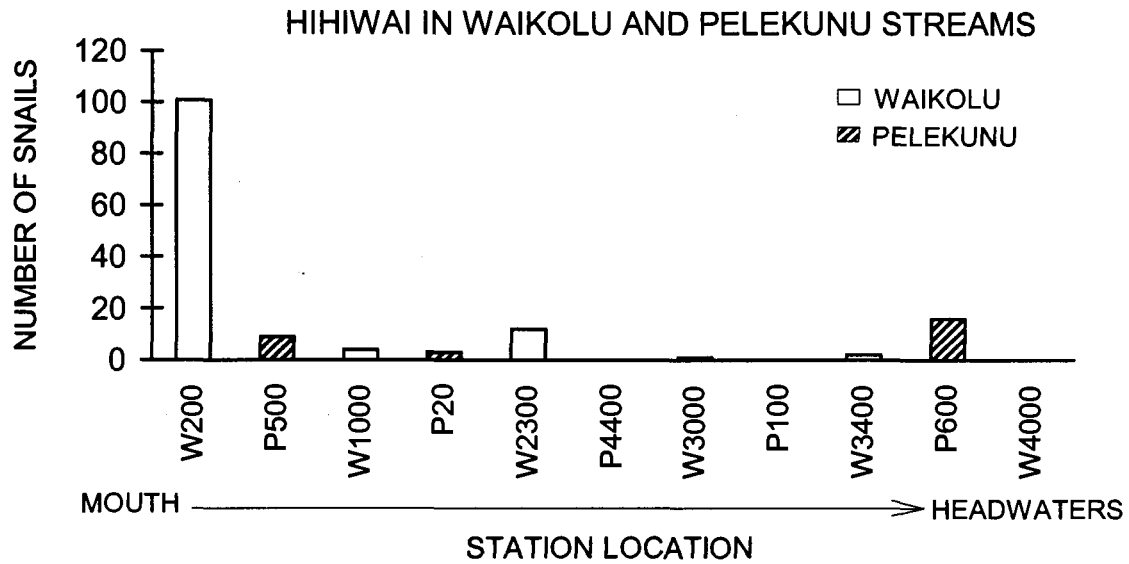 HIHIWAI IN WAIKOLU AND PELEKUNU STREAMS
NUMBER OF SNAILS
120
100
80
60
40
20
0
WAIKOLU
PELEKUNU
W200
P500
W1000
P20
W2300
P4400
W3000
P100
W3400
P600
W4000
MOUTH
HEADWATERS
STATION LOCATION